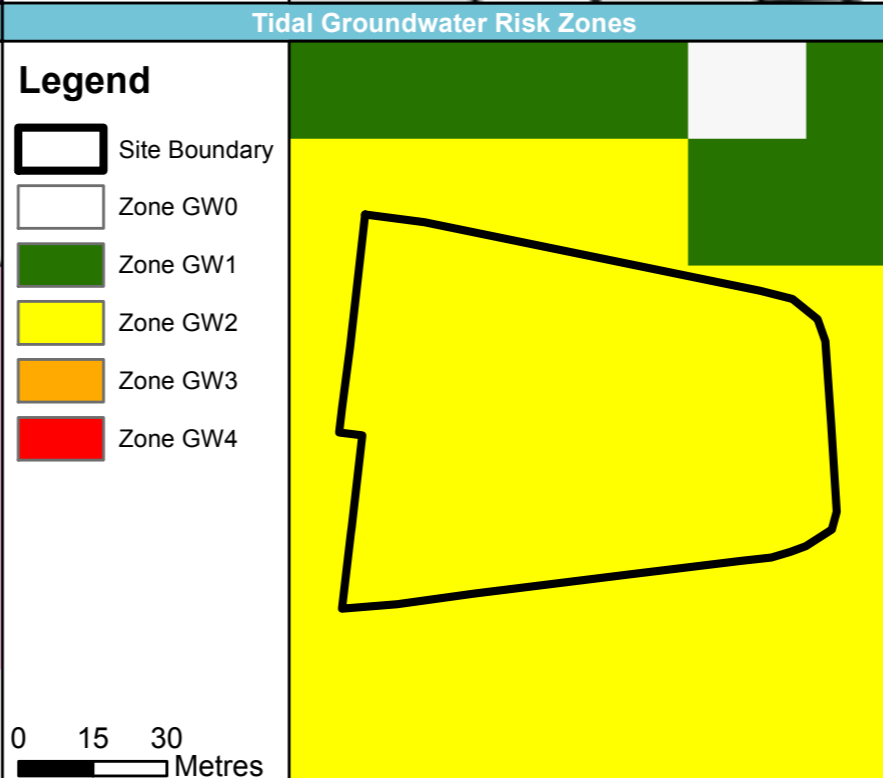 Tidal Groundwater Risk Zones
Legend
Site Boundary
Zone GW0
Zone GW1
Zone GW2
Zone GW3
Zone GW4
0 15 30
Metres